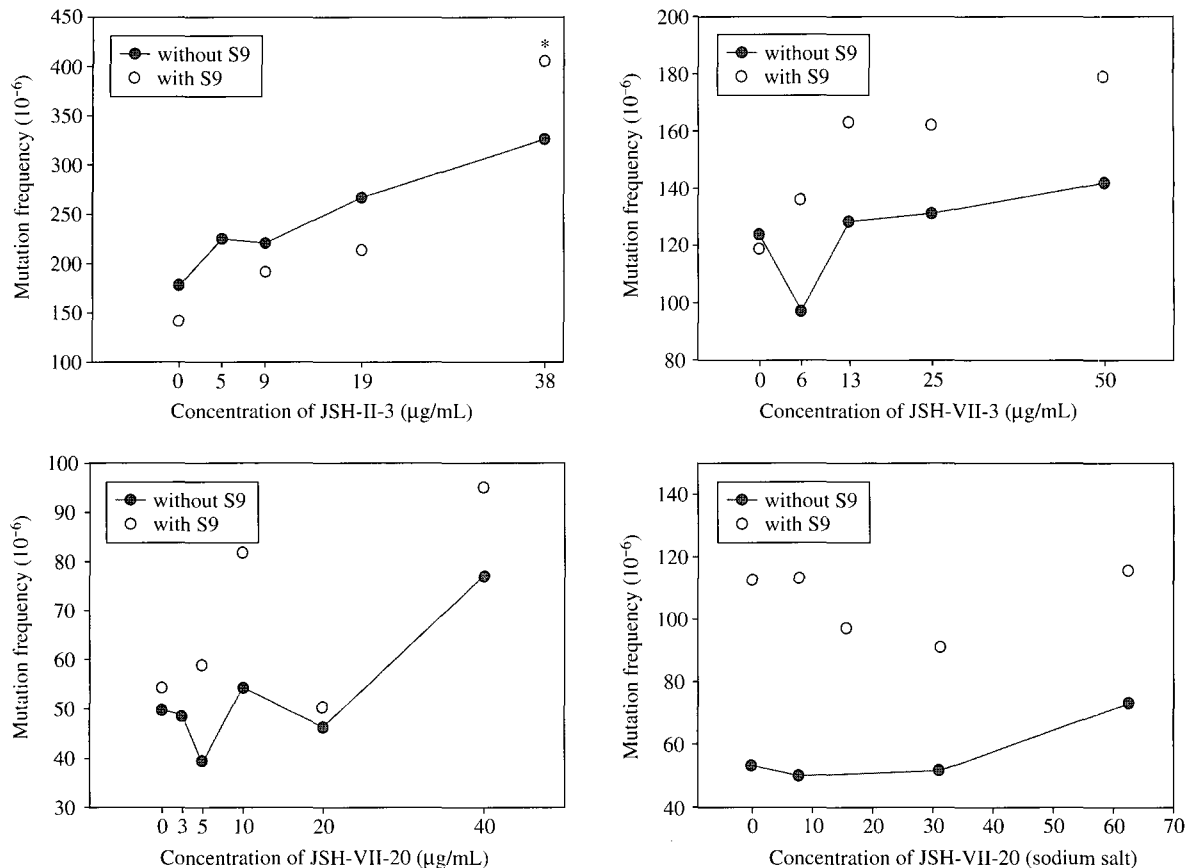 450
400
350
300
250
200
150
100
Mutation frequency (10⁻⁶)
without S9
with S9
*
0 5 9 19 38
Concentration of JSH-II-3 (μg/mL)
200
180
160
140
120
100
80
Mutation frequency (10⁻⁶)
without S9
with S9
0 6 13 25 50
Concentration of JSH-VII-3 (μg/mL)
100
90
80
70
60
50
40
30
Mutation frequency (10⁻⁶)
without S9
with S9
0 3 5 10 20 40
Concentration of JSH-VII-20 (μg/mL)
140
120
100
80
60
40
Mutation frequency (10⁻⁶)
without S9
with S9
0 10 20 30 40 50 60 70
Concentration of JSH-VII-20 (sodium salt)